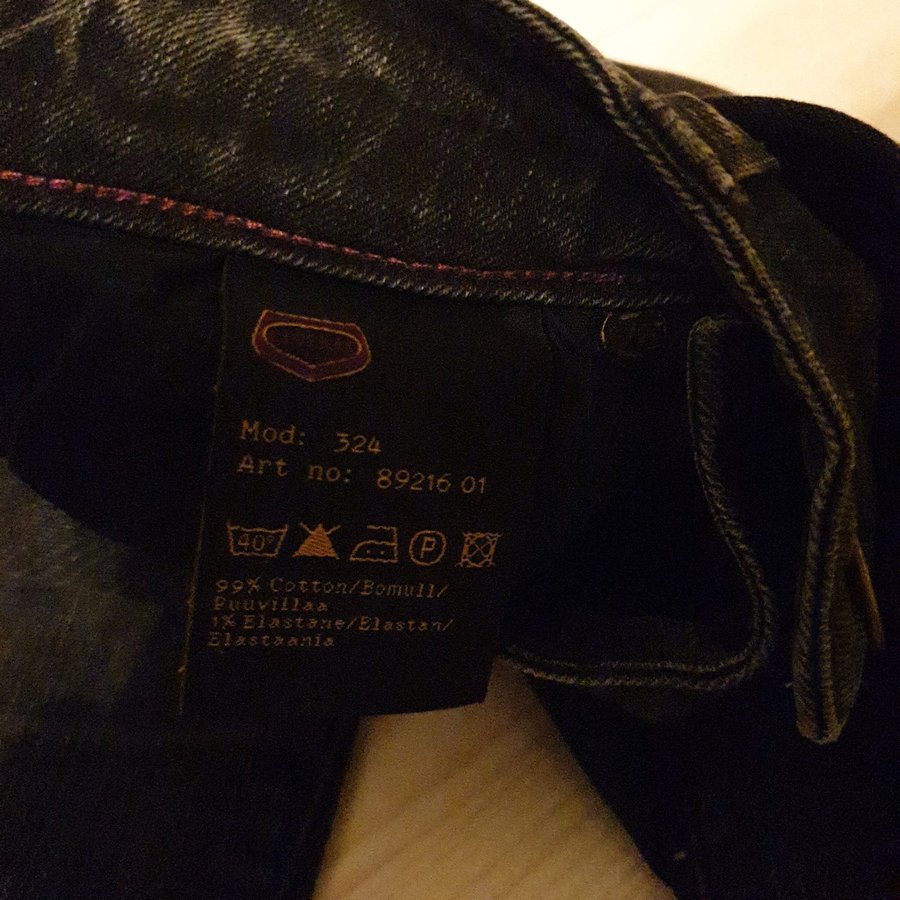 Mod: 324
Art no: 89216 01
40°
P
99% Cotton/Bomull/
Puuvillaa
1% Elastane/Elastan/
Elastaania